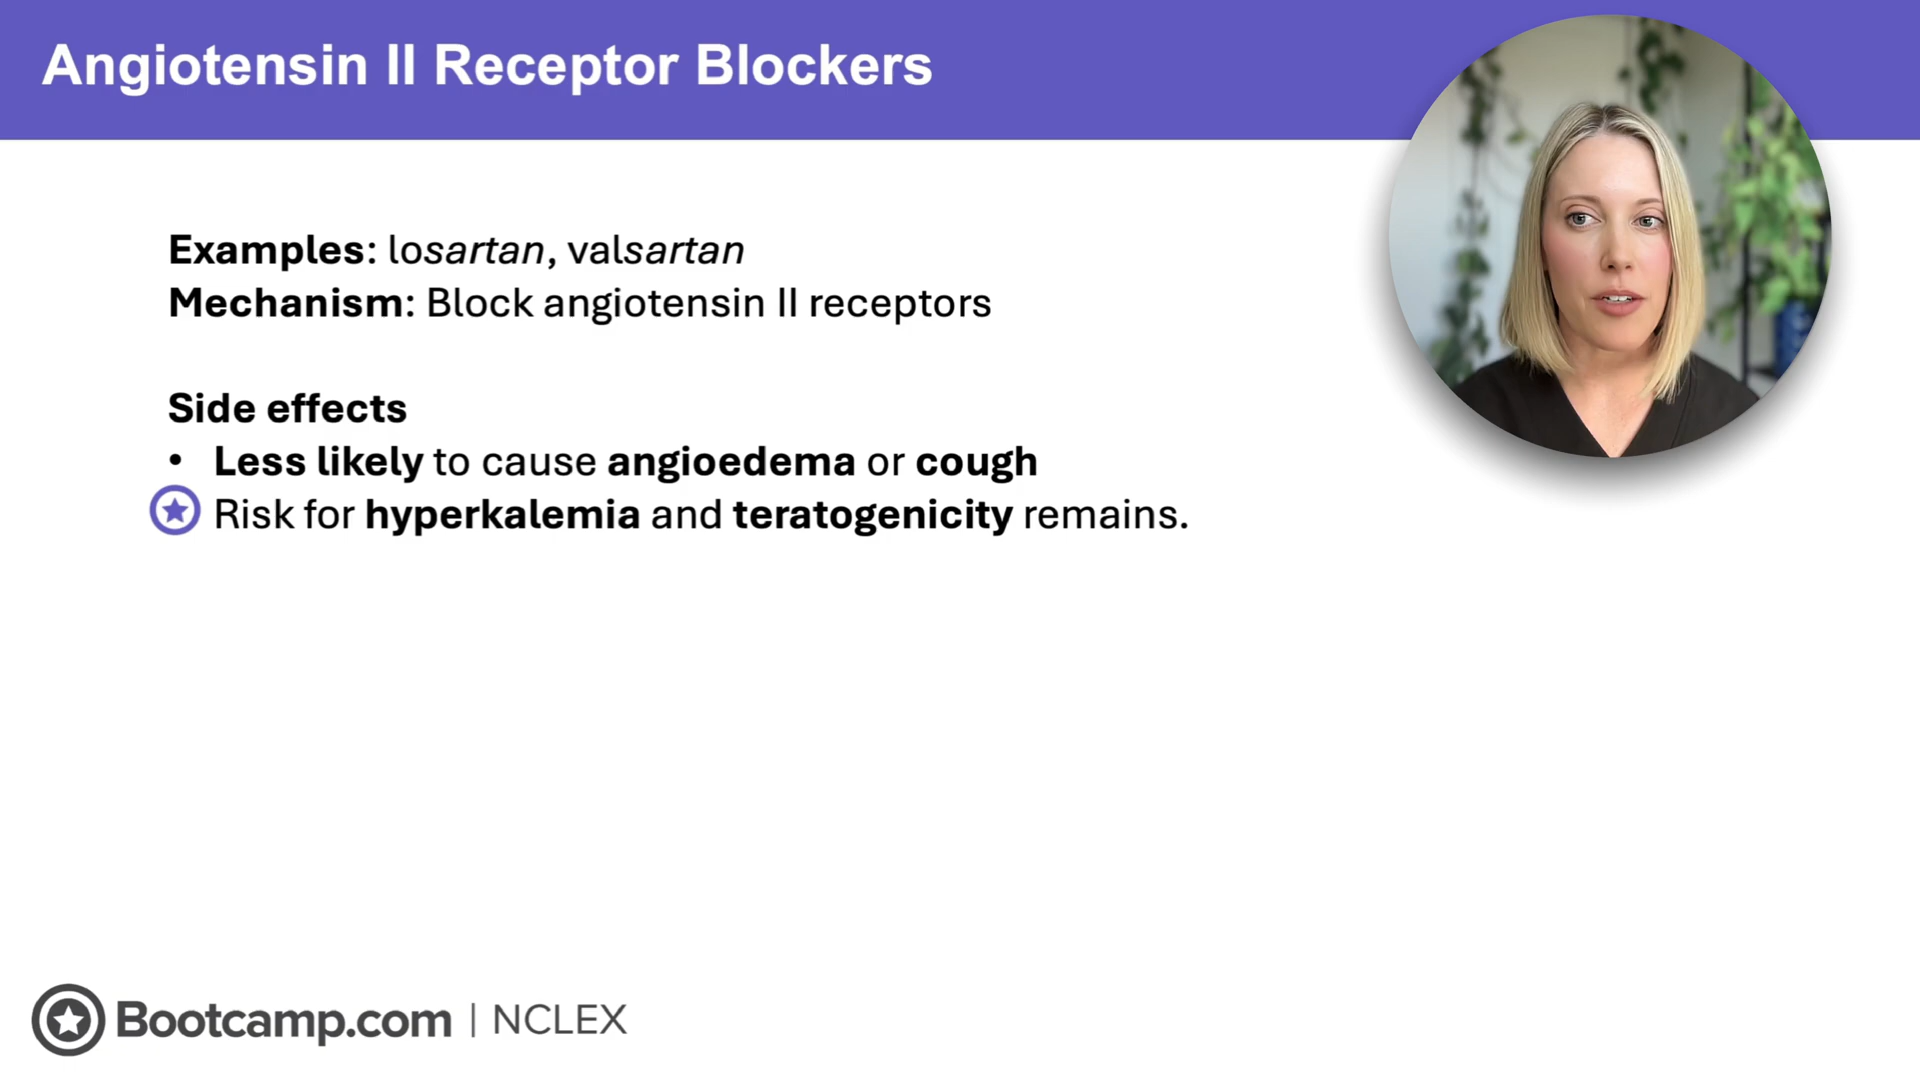 Angiotensin II Receptor Blockers
Examples: losartan, valsartan
Mechanism: Block angiotensin II receptors
Side effects
• Less likely to cause angioedema or cough
Risk for hyperkalemia and teratogenicity remains.
Bootcamp.com | NCLEX